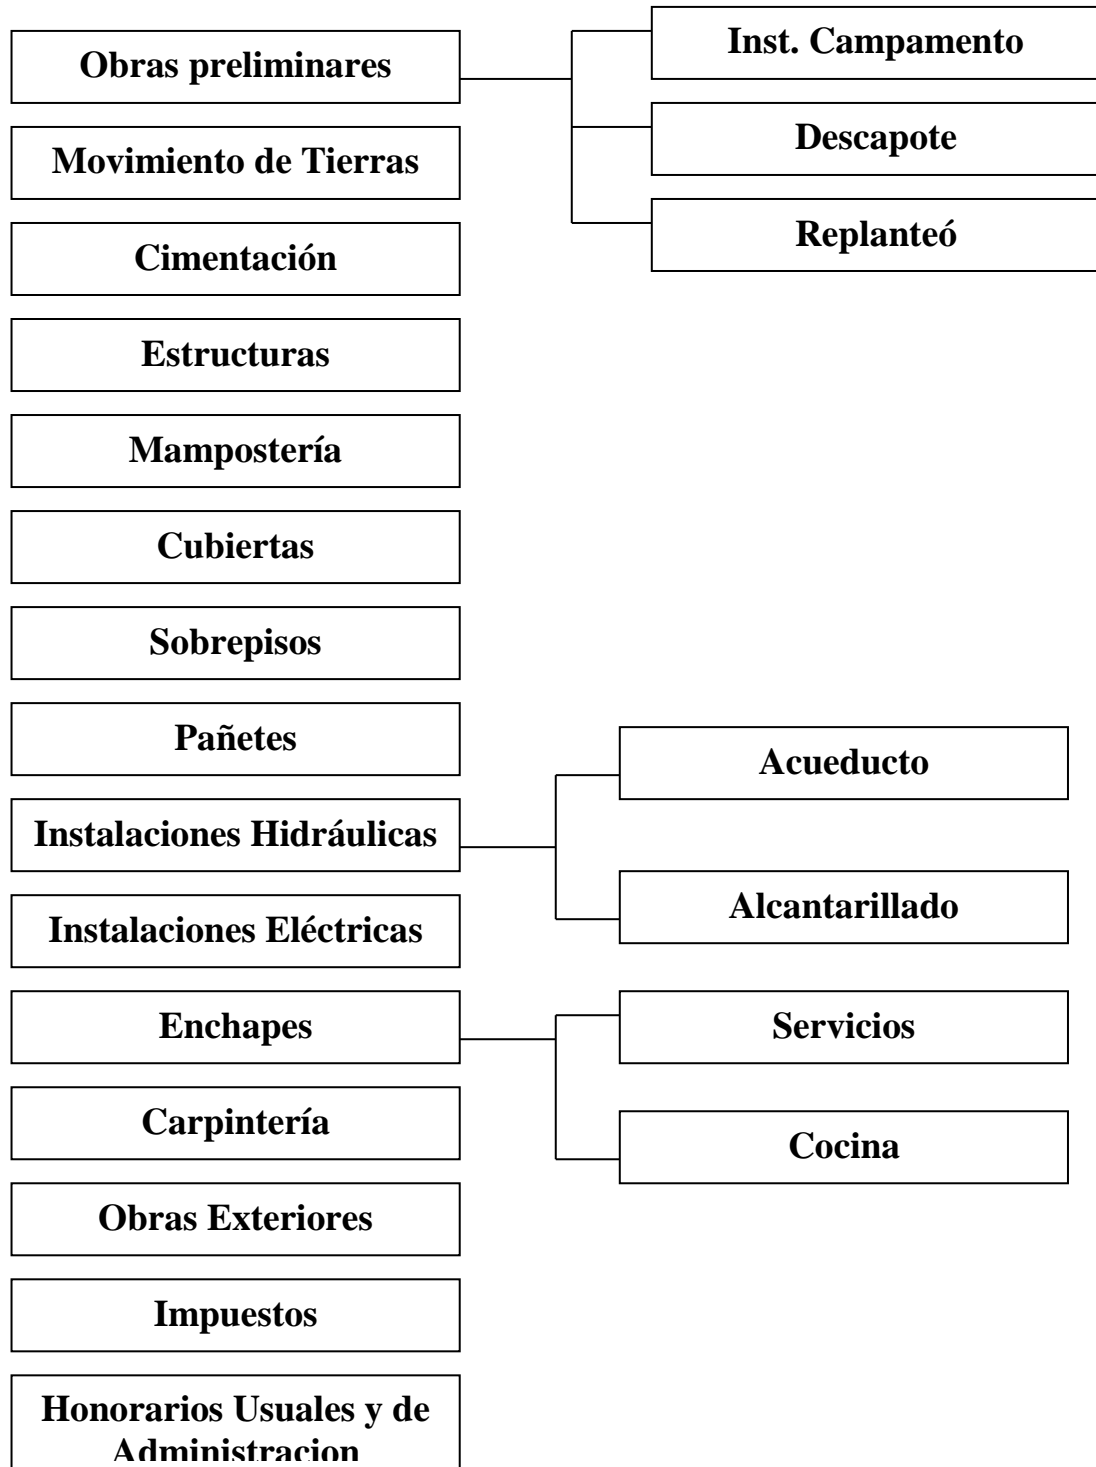 Obras preliminares
Inst. Campamento
Descapote
Replanteó
Movimiento de Tierras
Cimentación
Estructuras
Mampostería
Cubiertas
Sobrepisos
Pañetes
Instalaciones Hidráulicas
Acueducto
Alcantarillado
Instalaciones Eléctricas
Enchapes
Servicios
Cocina
Carpintería
Obras Exteriores
Impuestos
Honorarios Usuales y de
Administracion